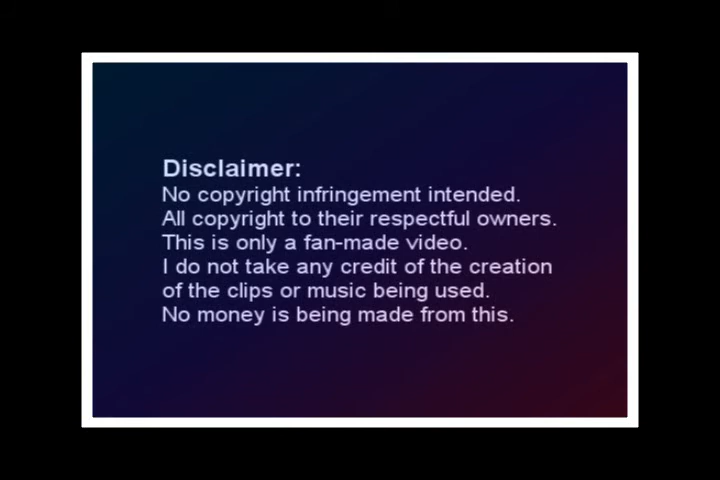 Disclaimer:
No copyright infringement intended.
All copyright to their respectful owners.
This is only a fan-made video.
I do not take any credit of the creation
of the clips or music being used.
No money is being made from this.